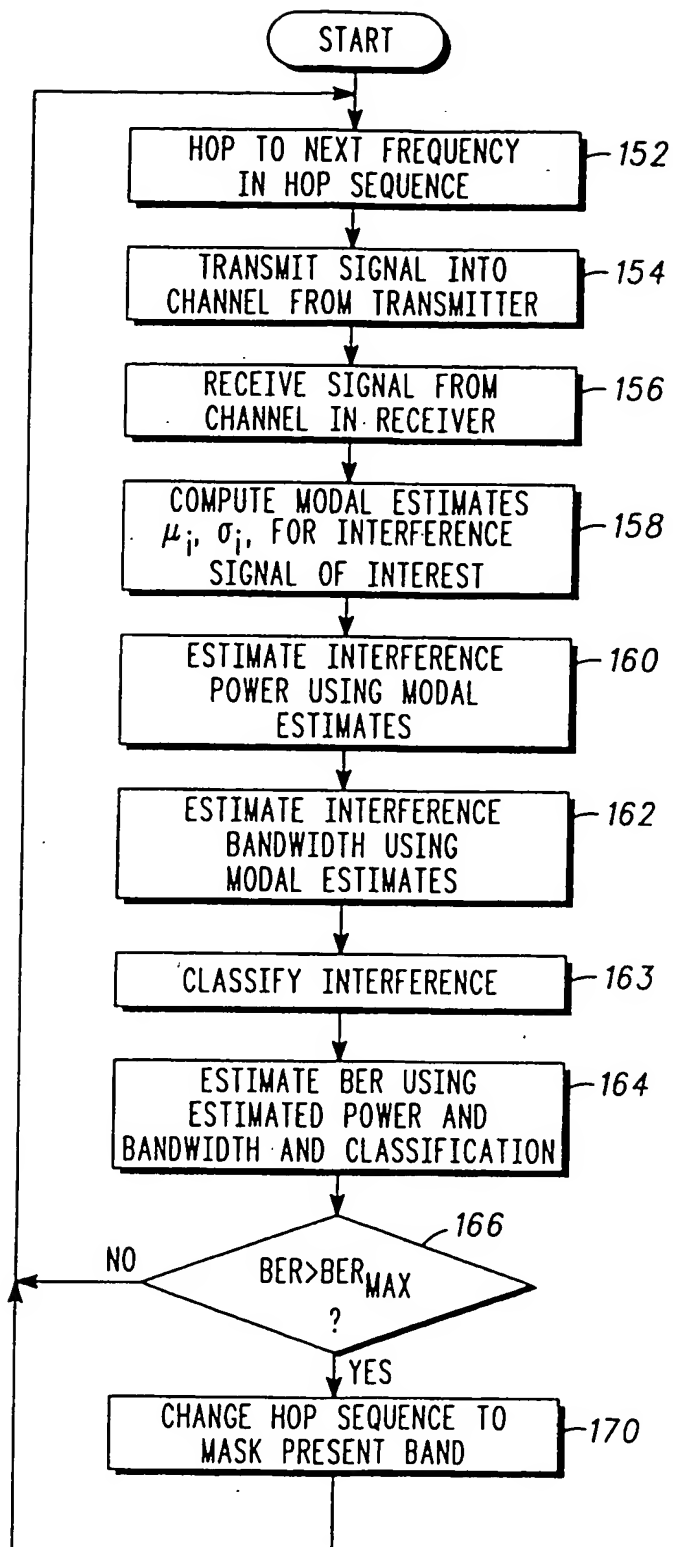 START
HOP TO NEXT FREQUENCY
IN HOP SEQUENCE
152
TRANSMIT SIGNAL INTO
CHANNEL FROM TRANSMITTER
154
RECEIVE SIGNAL FROM
CHANNEL IN RECEIVER
156
COMPUTE MODAL ESTIMATES
μi, σi, FOR INTERFERENCE
SIGNAL OF INTEREST
158
ESTIMATE INTERFERENCE
POWER USING MODAL
ESTIMATES
160
ESTIMATE INTERFERENCE
BANDWIDTH USING
MODAL ESTIMATES
162
CLASSIFY INTERFERENCE
163
ESTIMATE BER USING
ESTIMATED POWER AND
BANDWIDTH AND CLASSIFICATION
164
166
NO
BER>BERMAX
?
YES
CHANGE HOP SEQUENCE TO
MASK PRESENT BAND
170